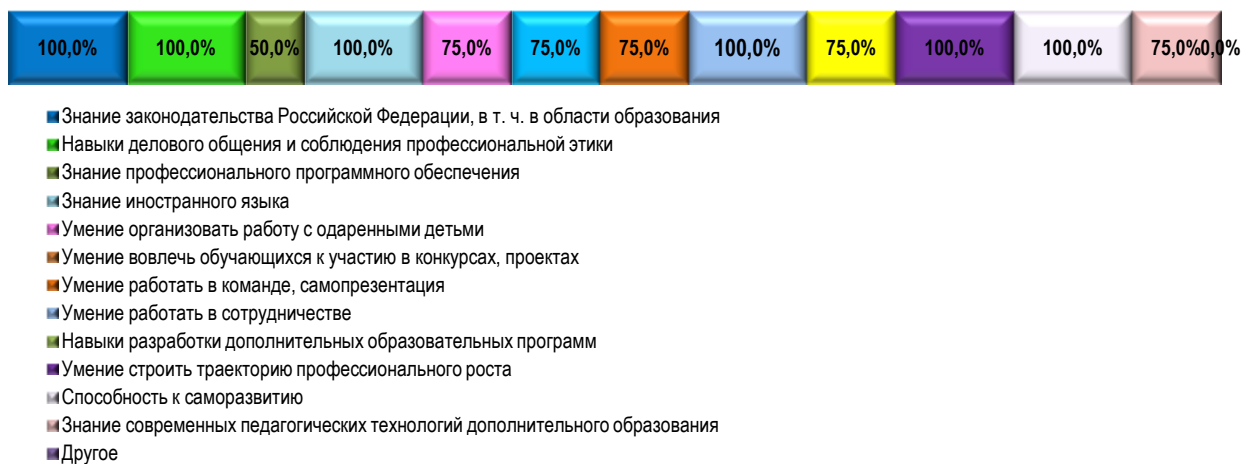 100,0% 100,0% 50,0% 100,0% 75,0% 75,0% 75,0% 100,0% 75,0% 100,0% 100,0% 75,0% 0,0%
Знание законодательства Российской Федерации, в т. ч. в области образования
Навыки делового общения и соблюдения профессиональной этики
Знание профессионального программного обеспечения
Знание иностранного языка
Умение организовать работу с одаренными детьми
Умение вовлечь обучающихся к участию в конкурсах, проектах
Умение работать в команде, самопрезентация
Умение работать в сотрудничестве
Навыки разработки дополнительных образовательных программ
Умение строить траекторию профессионального роста
Способность к саморазвитию
Знание современных педагогических технологий дополнительного образования
Другое